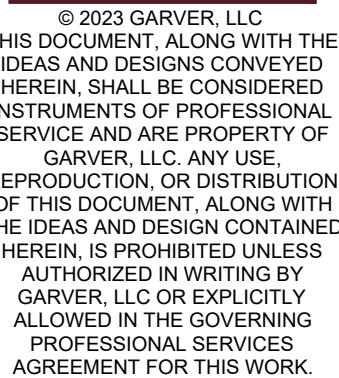 © 2023 GARVER, LLC
HIS DOCUMENT, ALONG WITH THE
IDEAS AND DESIGNS CONVEYED
HEREIN, SHALL BE CONSIDERED
NSTRUMENTS OF PROFESSIONAL
SERVICE AND ARE PROPERTY OF
GARVER, LLC. ANY USE,
EPRODUCTION, OR DISTRIBUTION
OF THIS DOCUMENT, ALONG WITH
HE IDEAS AND DESIGN CONTAINED
HEREIN, IS PROHIBITED UNLESS
AUTHORIZED IN WRITING BY
GARVER, LLC OR EXPLICITLY
ALLOWED IN THE GOVERNING
PROFESSIONAL SERVICES
AGREEMENT FOR THIS WORK.